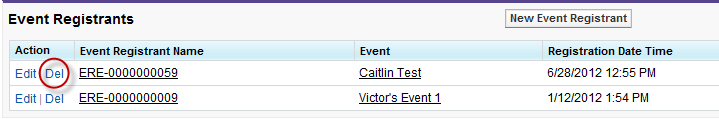 Event Registrants New Event Registrant
Action Event Registrant Name Event Registration Date Time
Edit | Del ERE-0000000059 Caitlin Test 6/28/2012 12:55 PM
Edit | Del ERE-0000000009 Victor's Event 1 1/12/2012 1:54 PM